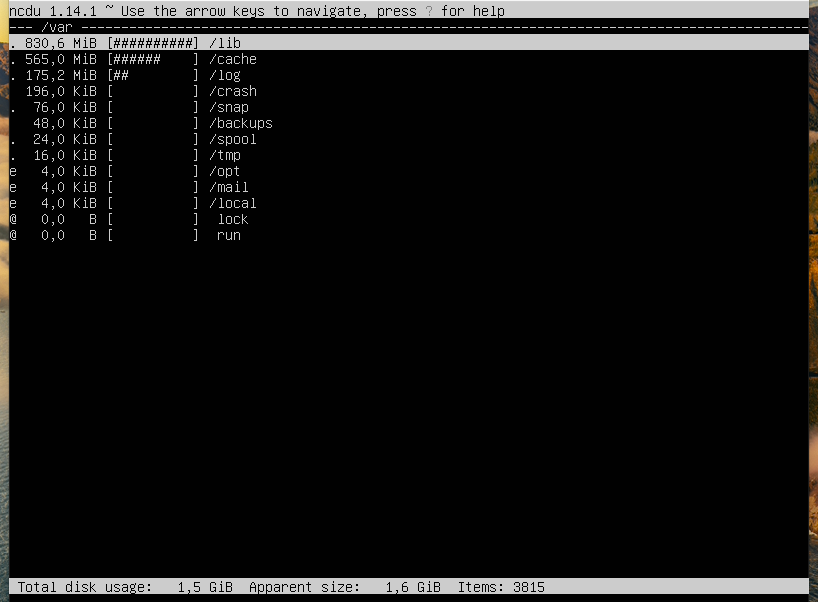 ncdu 1.14.1 ~ Use the arrow keys to navigate, press ? for help
--- /var ------------------------------------------------------------------------------------------
. 830,6 MiB [##########] /lib
. 565,0 MiB [######    ] /cache
. 175,2 MiB [##        ] /log
  196,0 KiB [          ] /crash
.  76,0 KiB [          ] /snap
   48,0 KiB [          ] /backups
.  24,0 KiB [          ] /spool
.  16,0 KiB [          ] /tmp
e   4,0 KiB [          ] /opt
e   4,0 KiB [          ] /mail
e   4,0 KiB [          ] /local
@   0,0   B [          ]  lock
@   0,0   B [          ]  run
Total disk usage:   1,5 GiB  Apparent size:   1,6 GiB  Items: 3815